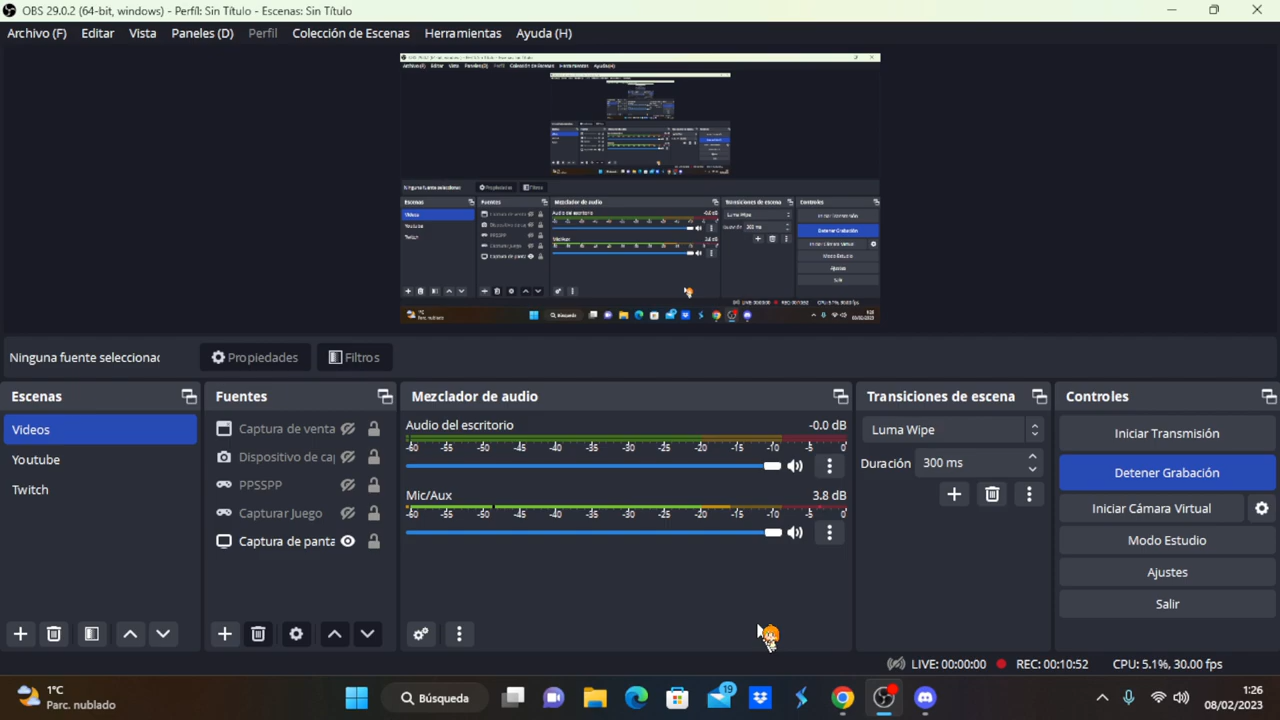 OBS 29.0.2 (64-bit, windows) - Perfil: Sin Título - Escenas: Sin Título
Archivo (F) Editar Vista Paneles (D) Perfil Colección de Escenas Herramientas Ayuda (H)
Ninguna fuente seleccionac Propiedades Filtros
Escenas
Videos
Youtube
Twitch
Fuentes
Captura de venta
Dispositivo de ca
PPSSPP
Capturar Juego
Captura de panta
Mezclador de audio
Audio del escritorio -0.0 dB
-60 -55 -50 -45 -40 -35 -30 -25 -20 -15 -10 -5 0
Mic/Aux 3.8 dB
-60 -55 -50 -45 -40 -35 -30 -25 -20 -15 -10 -5 0
Transiciones de escena
Luma Wipe
Duración 300 ms
Controles
Iniciar Transmisión
Detener Grabación
Iniciar Cámara Virtual
Modo Estudio
Ajustes
Salir
LIVE: 00:00:00 REC: 00:10:52 CPU: 5.1%, 30.00 fps
1°C
Parc. nublado
Búsqueda
19
1:26
08/02/2023